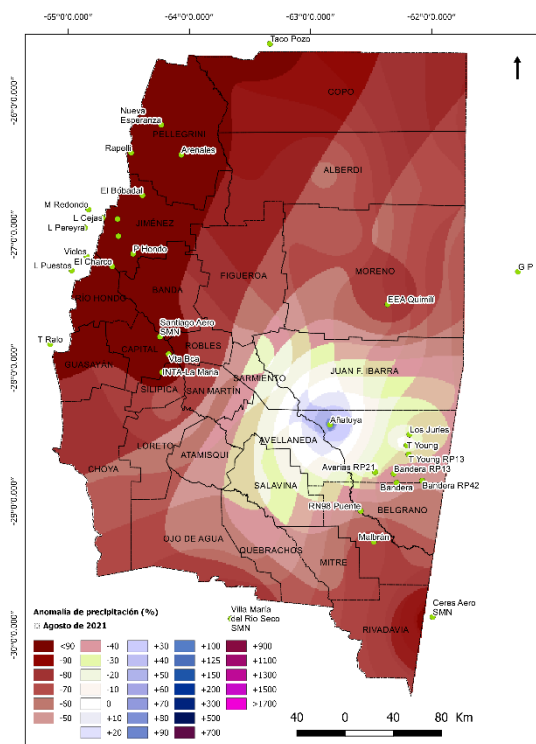 -65°0'0.000" -64°0'0.000" -63°0'0.000" -62°0'0.000"
Taco Pozo
-26°0'0.000"
COPO
Nueva
Esperanza
PELLEGRINI
Rapelli
Arenales
ALBERDI
El Bobadal
M Redondo
L Cejas
JIMÉNEZ
L Pereyra
-27°0'0.000"
P Hondo
El Charco
MORENO
G P
L Puestos
FIGUEROA
BANDA
RIO HONDO
EEA Quimilí
Santiago Aero
SMN
T Ralo
CAPITAL
ROBLES
Vta Bca
GUASAYAN
INTA-La María
JUAN F. IBARRA
-28°0'0.000"
SARMIENTO
SILIPICA
SAN MARTÍN
Añatuya
Los Juríes
LORETO
AVELLANEDA
T Young
ATAMISQUI
T Young RP13
CHOYA
Averías RP21
Bandera RP13
SALAVINA
Bandera
Bandera RP42
-29°0'0.000"
RN98 Puente
BELGRANO
OJO DE AGUA
Malbrán
QUEBRACHOS
MITRE
Anomalia de precipitación (%)
Agosto de 2021
Villa María
del Rio Seco
SMN
Ceres Aero
SMN
RIVADAVIA
-30°0'0.000"
<90 -40 +30 +100 +900
-90 -30 +40 +125 +1100
-80 -20 +50 +150 +1300
-70 -10 +60 +200 +1500
-60 0 +70 +300 >1700
-50 +10 +80 +500
+20 +90 +700
40 0 40 80 Km